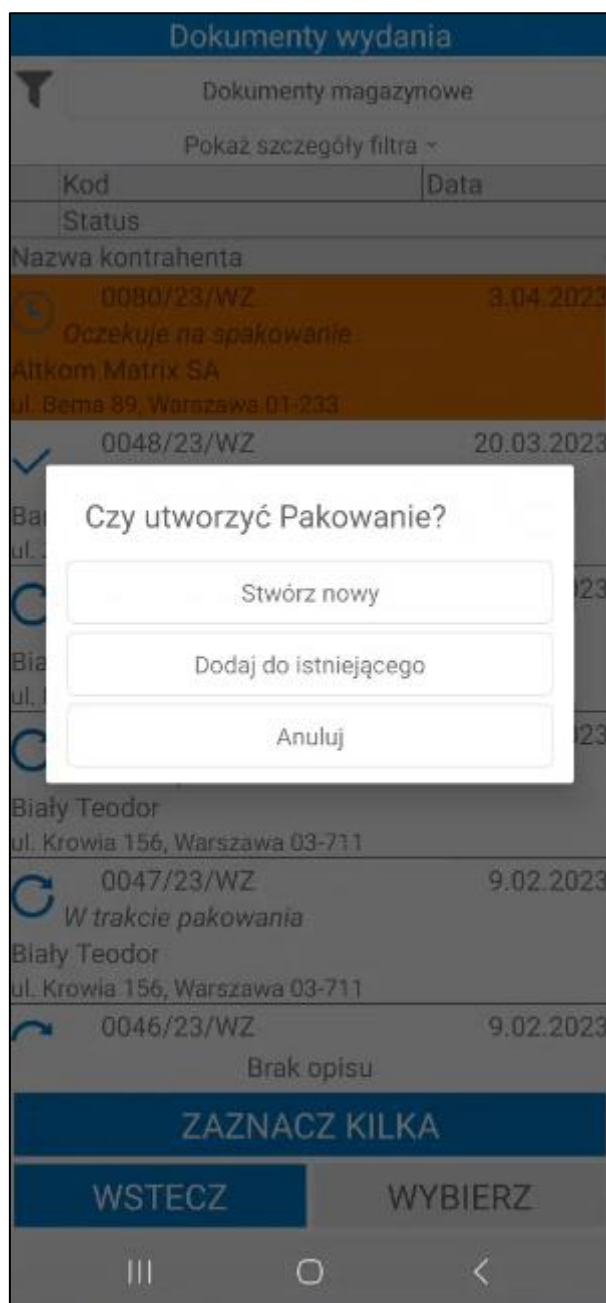 Dokumenty wydania
Dokumenty magazynowe
Pokaż szczegóły filtra
Kod Data
Status
Nazwa kontrahenta
0080/23/WZ 3.04.2023
Oczekuje na spakowanie
Altkom Matrix SA
ul. Bema 89, Warszawa 01-233
0048/23/WZ 20.03.2023
Czy utworzyć Pakowanie?
ul.
Stwórz nowy
Dodaj do istniejącego
ul.
Anuluj
Biały Teodor
ul. Krowia 156, Warszawa 03-711
0047/23/WZ 9.02.2023
W trakcie pakowania
Biały Teodor
ul. Krowia 156, Warszawa 03-711
0046/23/WZ 9.02.2023
Brak opisu
ZAZNACZ KILKA
WSTECZ WYBIERZ